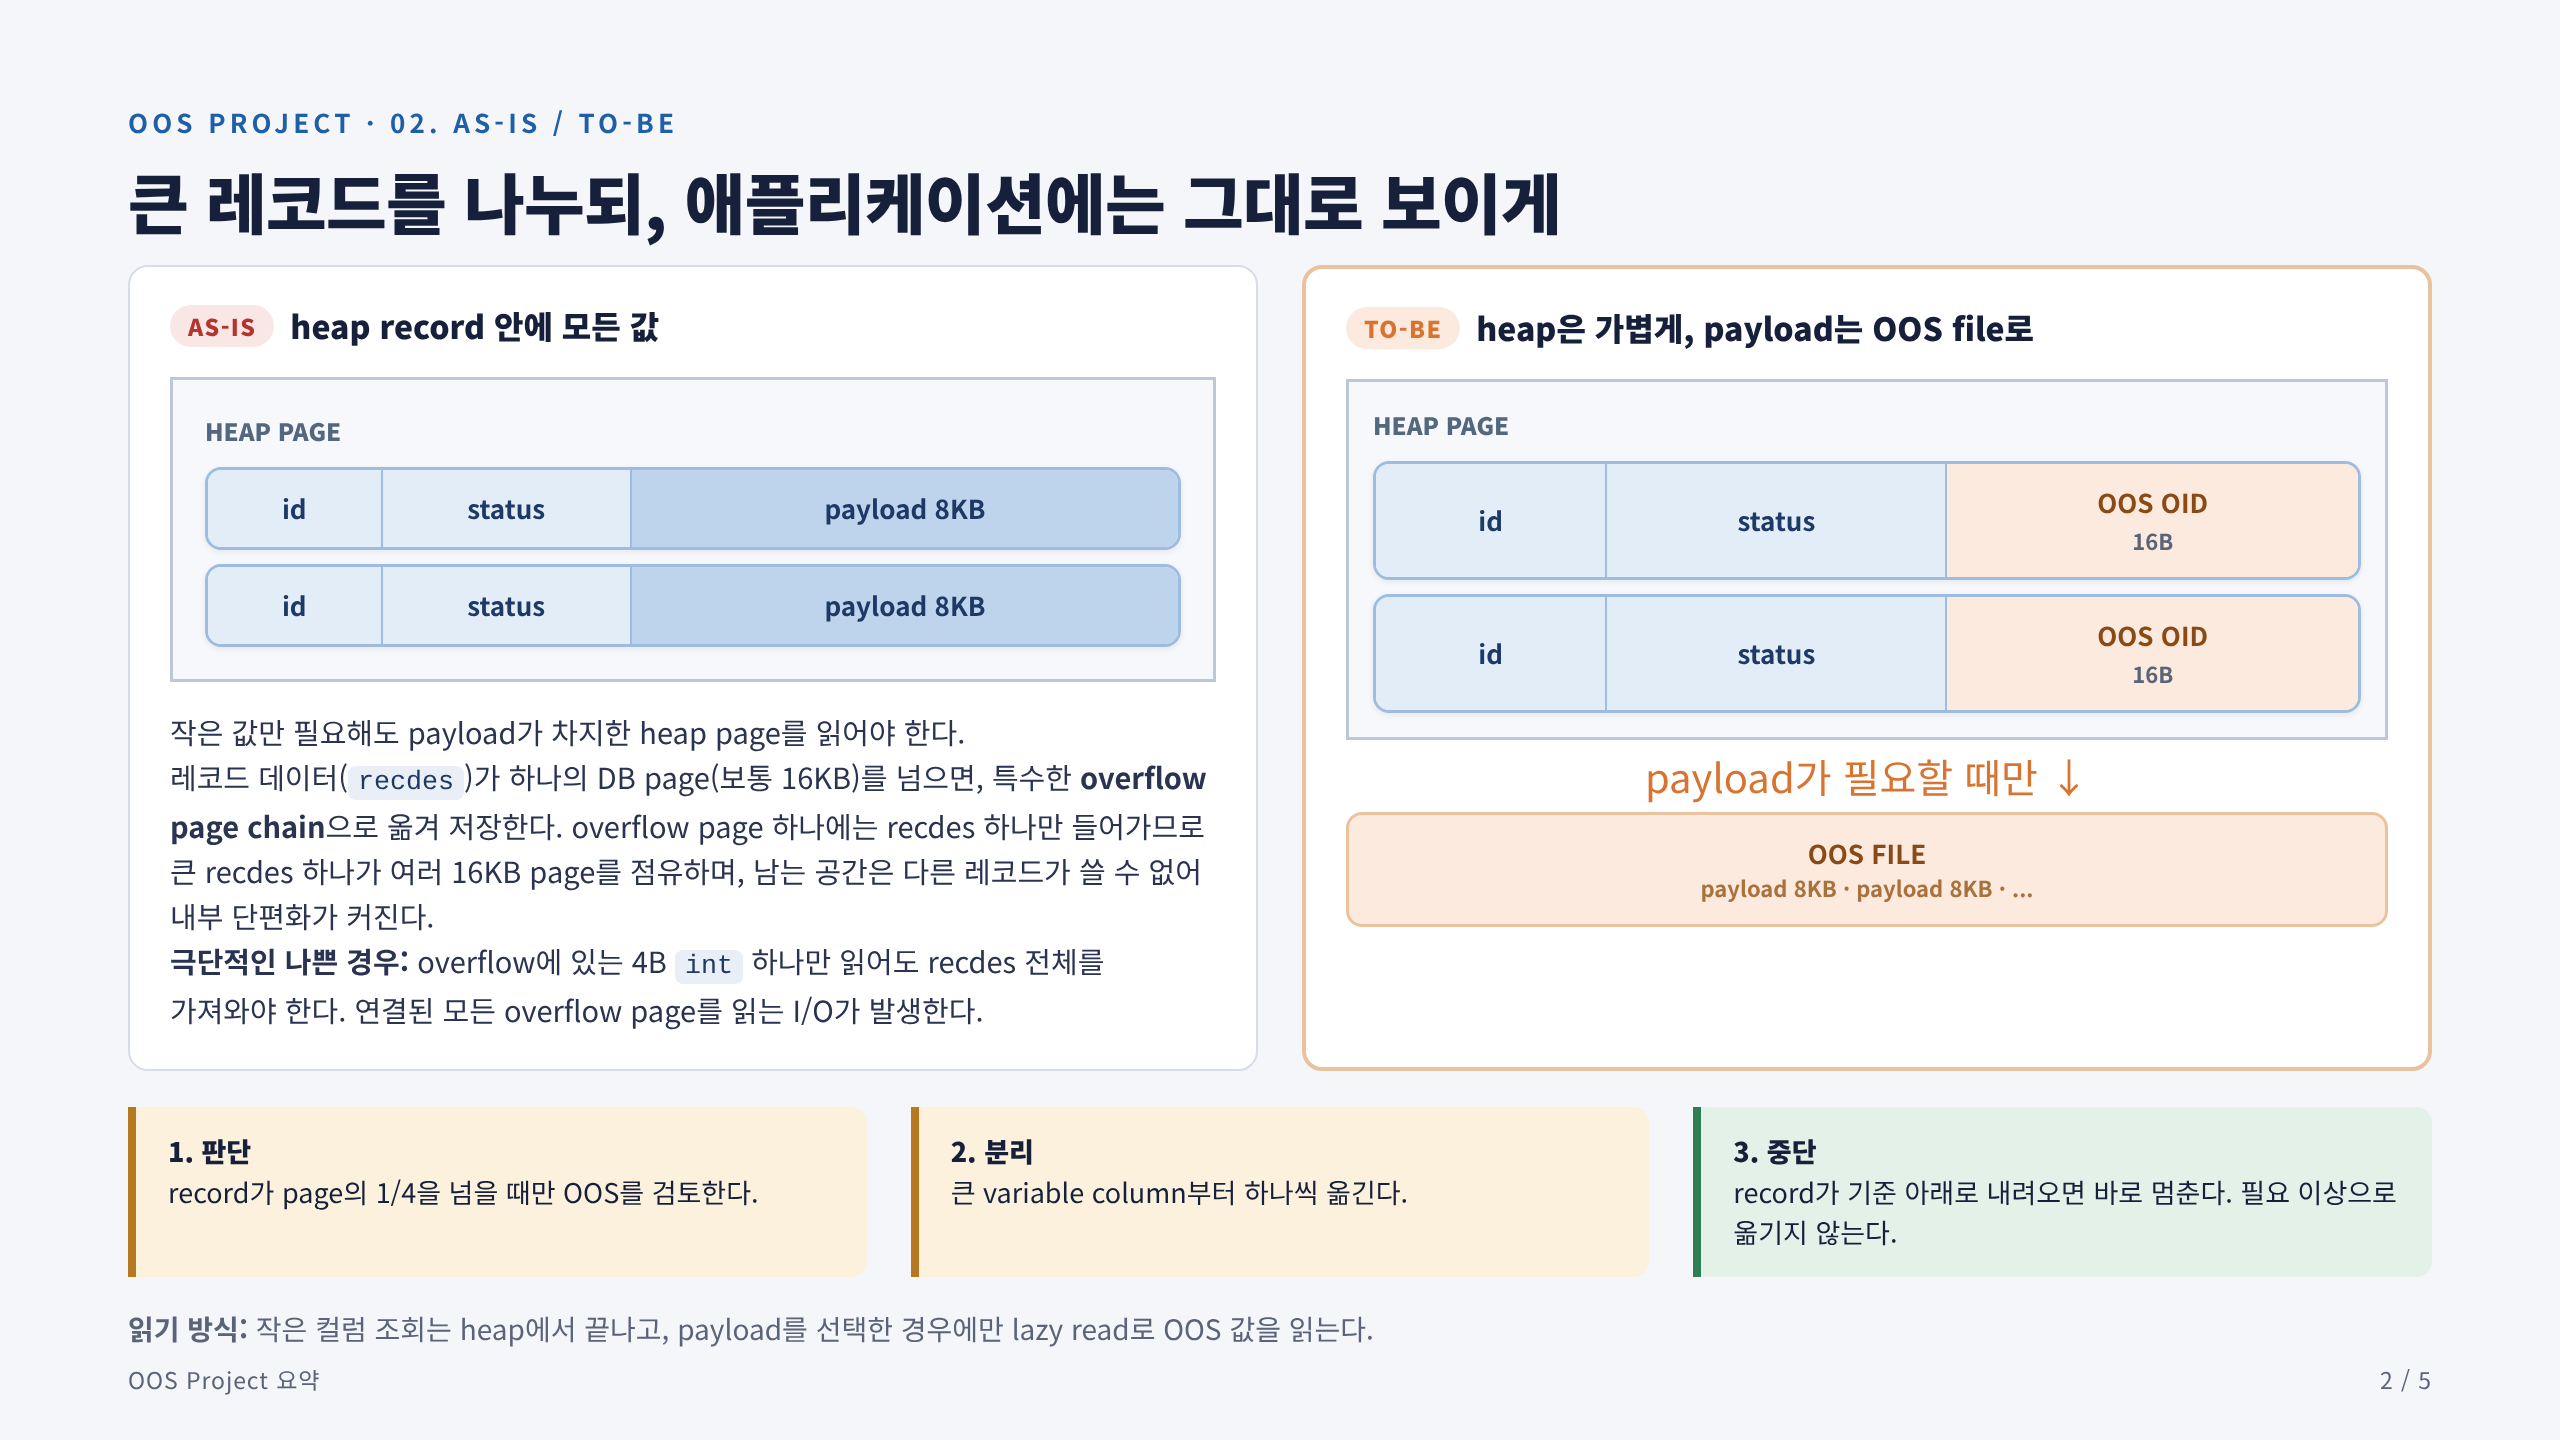 OOS PROJECT · 02. AS-IS / TO-BE
큰 레코드를 나누되, 애플리케이션에는 그대로 보이게
AS-IS heap record 안에 모든 값
HEAP PAGE
id status payload 8KB
id status payload 8KB
작은 값만 필요해도 payload가 차지한 heap page를 읽어야 한다.
레코드 데이터(recdes)가 하나의 DB page(보통 16KB)를 넘으면, 특수한 overflow
page chain으로 옮겨 저장한다. overflow page 하나에는 recdes 하나만 들어가므로
큰 recdes 하나가 여러 16KB page를 점유하며, 남는 공간은 다른 레코드가 쓸 수 없어
내부 단편화가 커진다.
극단적인 나쁜 경우: overflow에 있는 4B int 하나만 읽어도 recdes 전체를
가져와야 한다. 연결된 모든 overflow page를 읽는 I/O가 발생한다.
TO-BE heap은 가볍게, payload는 OOS file로
HEAP PAGE
id status OOS OID
16B
id status OOS OID
16B
payload가 필요할 때만 ↓
OOS FILE
payload 8KB · payload 8KB · ...
1. 판단
record가 page의 1/4을 넘을 때만 OOS를 검토한다.
2. 분리
큰 variable column부터 하나씩 옮긴다.
3. 중단
record가 기준 아래로 내려오면 바로 멈춘다. 필요 이상으로
옮기지 않는다.
읽기 방식: 작은 컬럼 조회는 heap에서 끝나고, payload를 선택한 경우에만 lazy read로 OOS 값을 읽는다.
OOS Project 요약
2 / 5